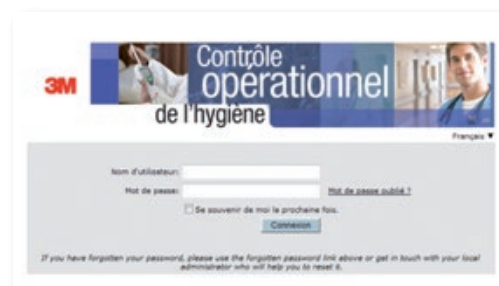 3M
Contrôle
opérationnel
de l'hygiène
Français ▼
Nom d'utilisateur:
Mot de passe:
Mot de passe oublié ?
Se souvenir de moi la prochaine fois.
Connexion
If you have forgotten your password, please use the forgotten password link above or get in touch with your local
administrator who will help you to reset it.